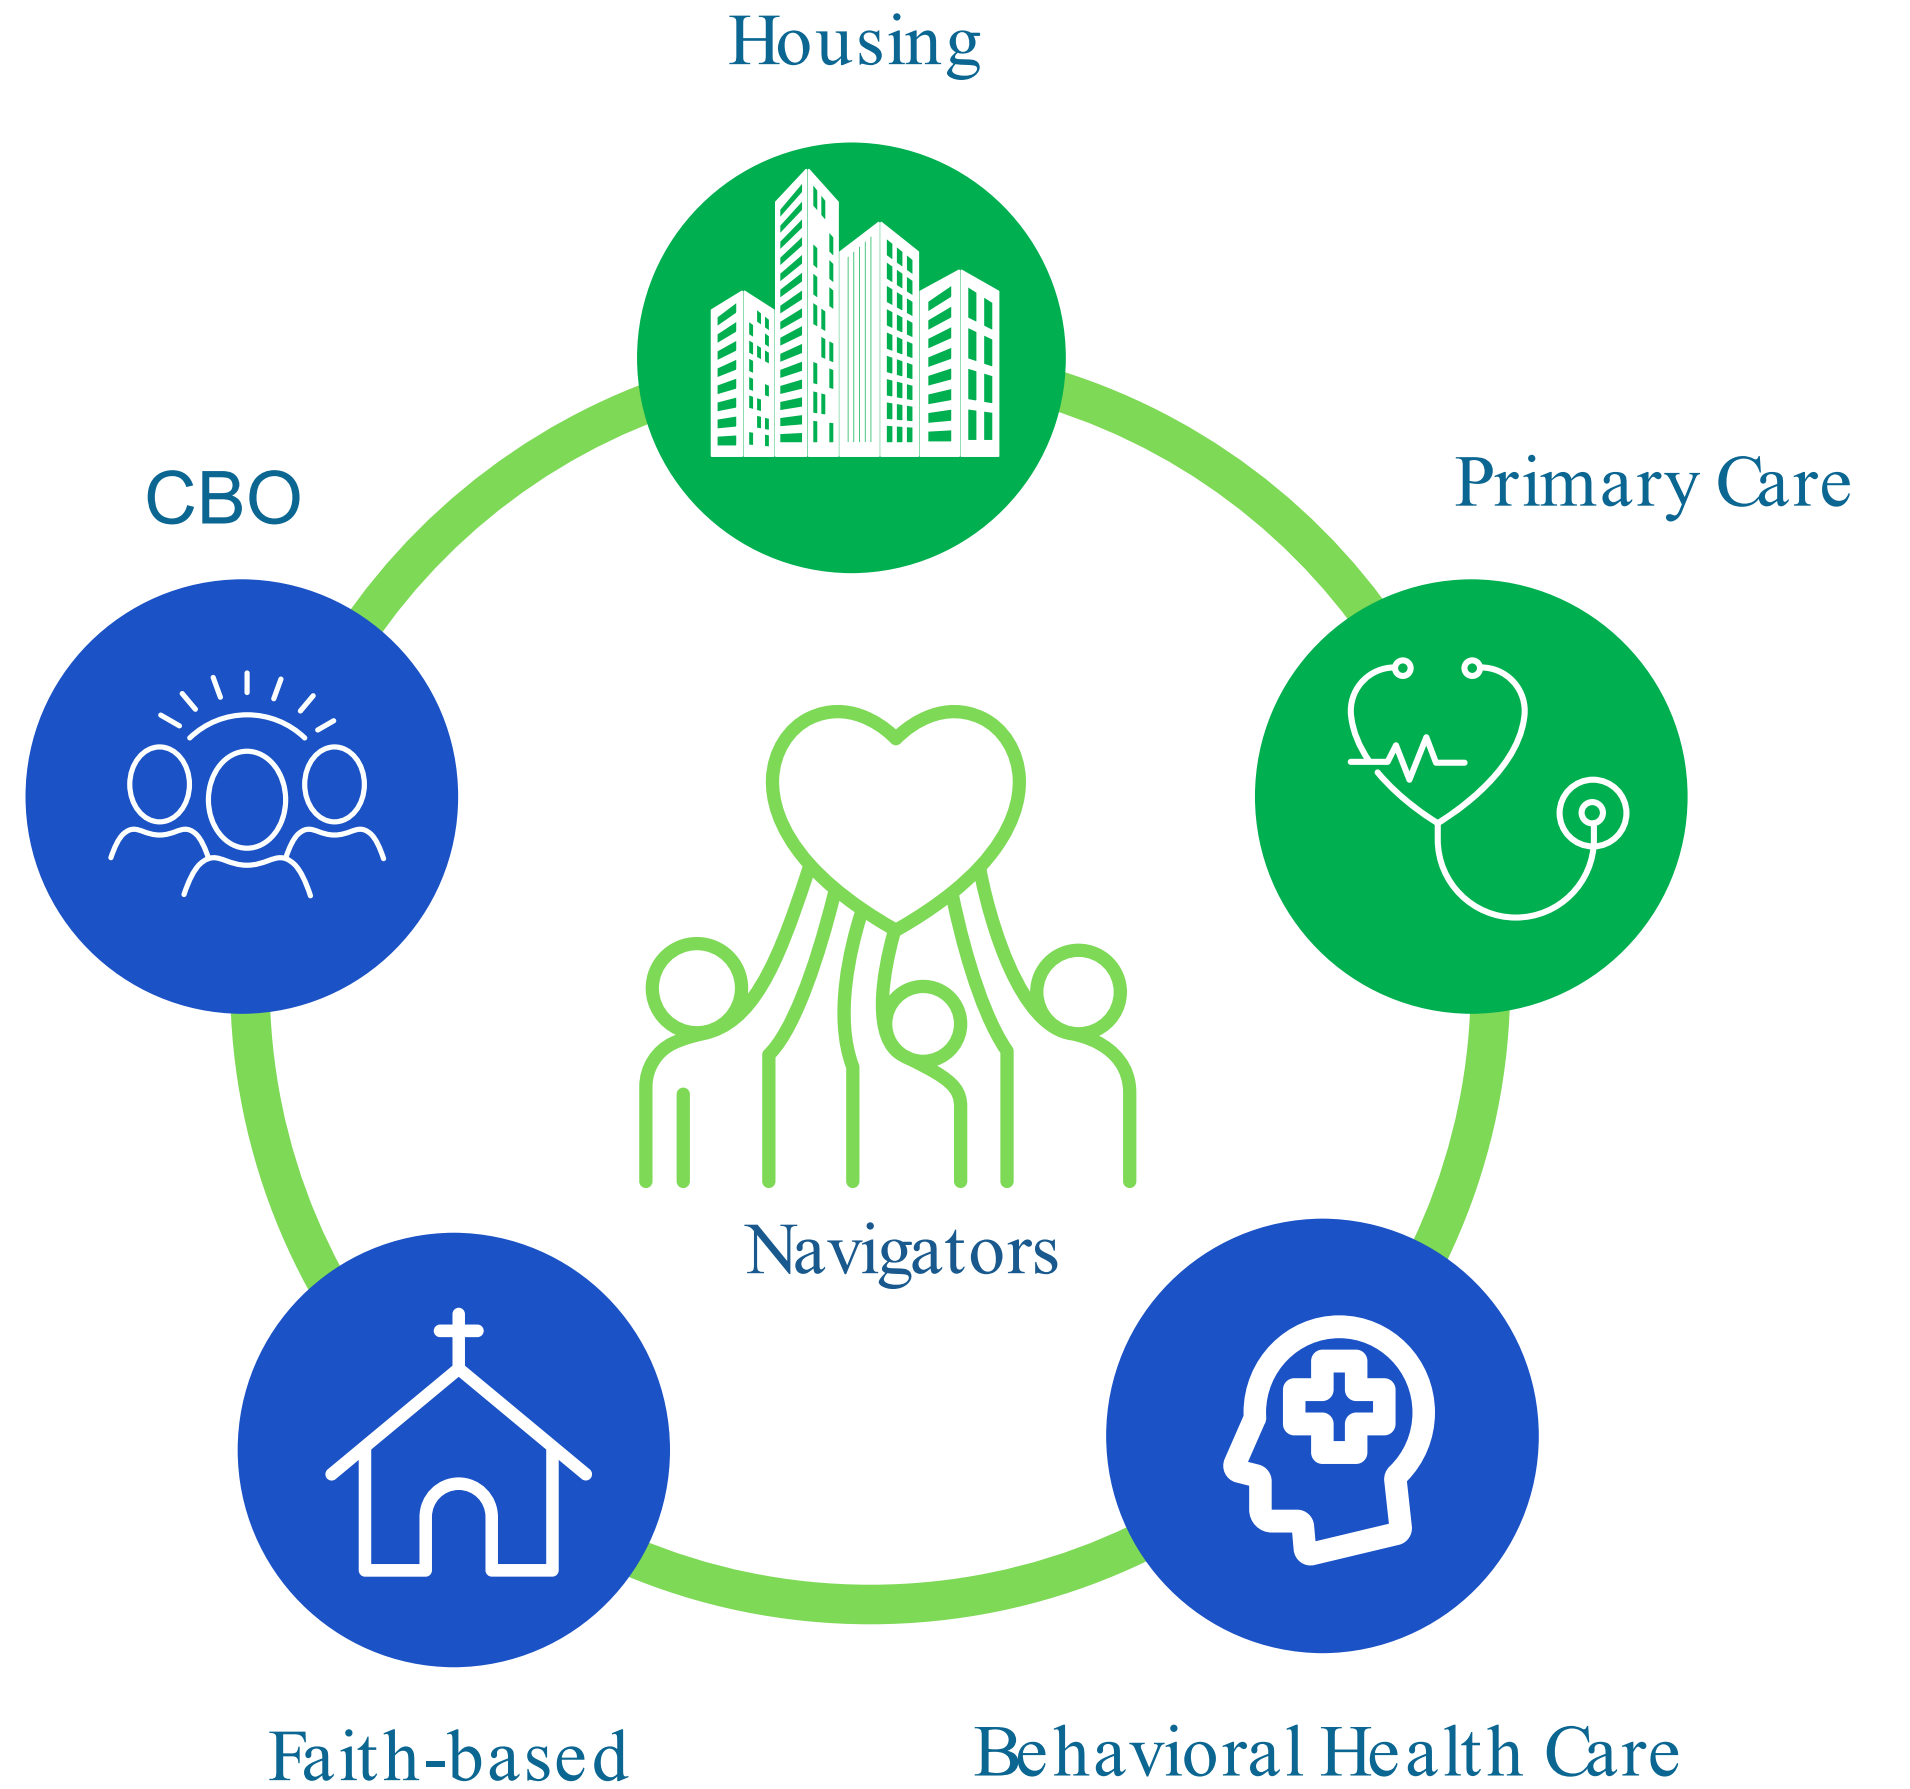 Housing
CBO
Primary Care
Navigators
Faith-based
Behavioral Health Care